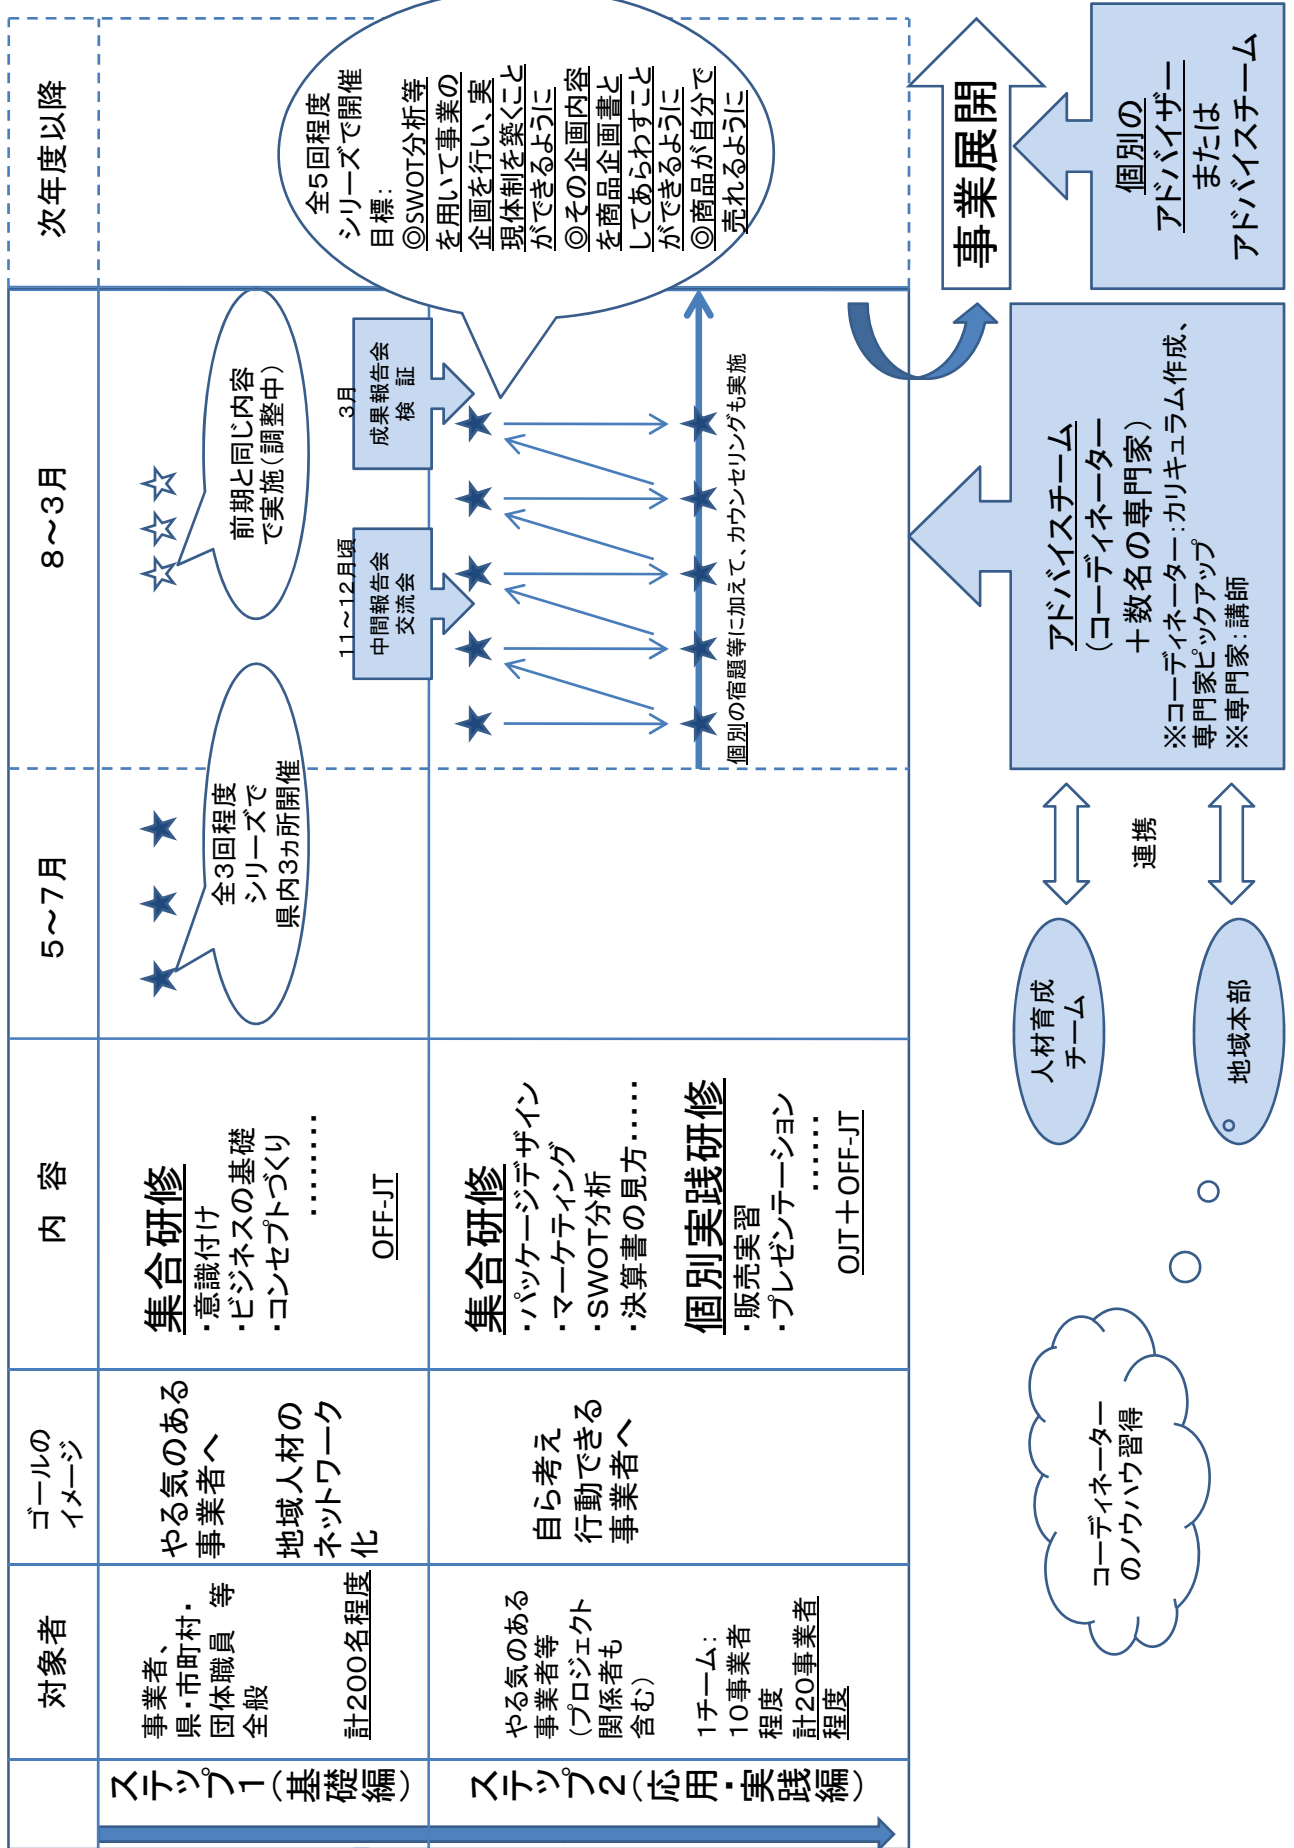 対象者
ゴールの
イメージ
内　容
5～7月
8～3月
次年度以降
ステップ1(基礎編)
事業者、
県・市町村・
団体職員　等
全般
計200名程度
やる気のある
事業者へ
地域人材の
ネットワーク
化
集合研修
・意識付け
・ビジネスの基礎
・コンセプトづくり
………
OFF-JT
全3回程度
シリーズで
県内3ヵ所開催
前期と同じ内容
で実施(調整中)
ステップ2(応用・実践編)
やる気のある
事業者等
(プロジェクト
関係者も
含む)
1チーム:
10事業者
程度
計20事業者
程度
自ら考え
行動できる
事業者へ
集合研修
・パッケージデザイン
・マーケティング
・SWOT分析
・決算書の見方……
個別実践研修
・販売実習
・プレゼンテーション
……
OJT＋OFF-JT
11～12月頃
中間報告会
交流会
3月
成果報告会
検　証
個別の宿題等に加えて、カウンセリングも実施
全5回程度
シリーズで開催
目標:
◎SWOT分析等
を用いて事業の
企画を行い、実
現体制を築くこと
ができるように
◎その企画内容
を商品企画書と
してあらわすこと
ができるように
◎商品が自分で
売れるように
コーディネーター
のノウハウ習得
人材育成
チーム
地域本部
連携
アドバイスチーム
(コーディネーター
＋数名の専門家)
※コーディネーター:カリキュラム作成、
専門家ピックアップ
※専門家:講師
事業展開
個別の
アドバイザー
または
アドバイスチーム